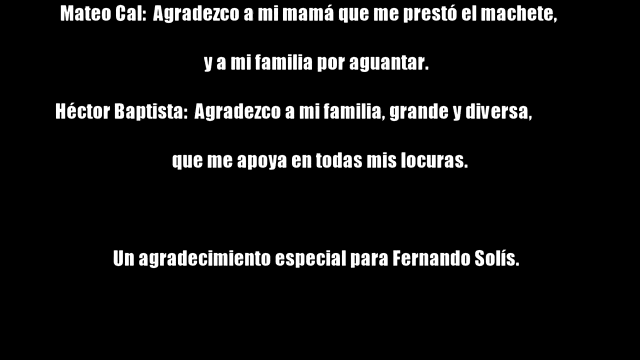 Mateo Cal: Agradezco a mi mamá que me prestó el machete,
y a mi familia por aguantar.
Héctor Baptista: Agradezco a mi familia, grande y diversa,
que me apoya en todas mis locuras.
Un agradecimiento especial para Fernando Solís.